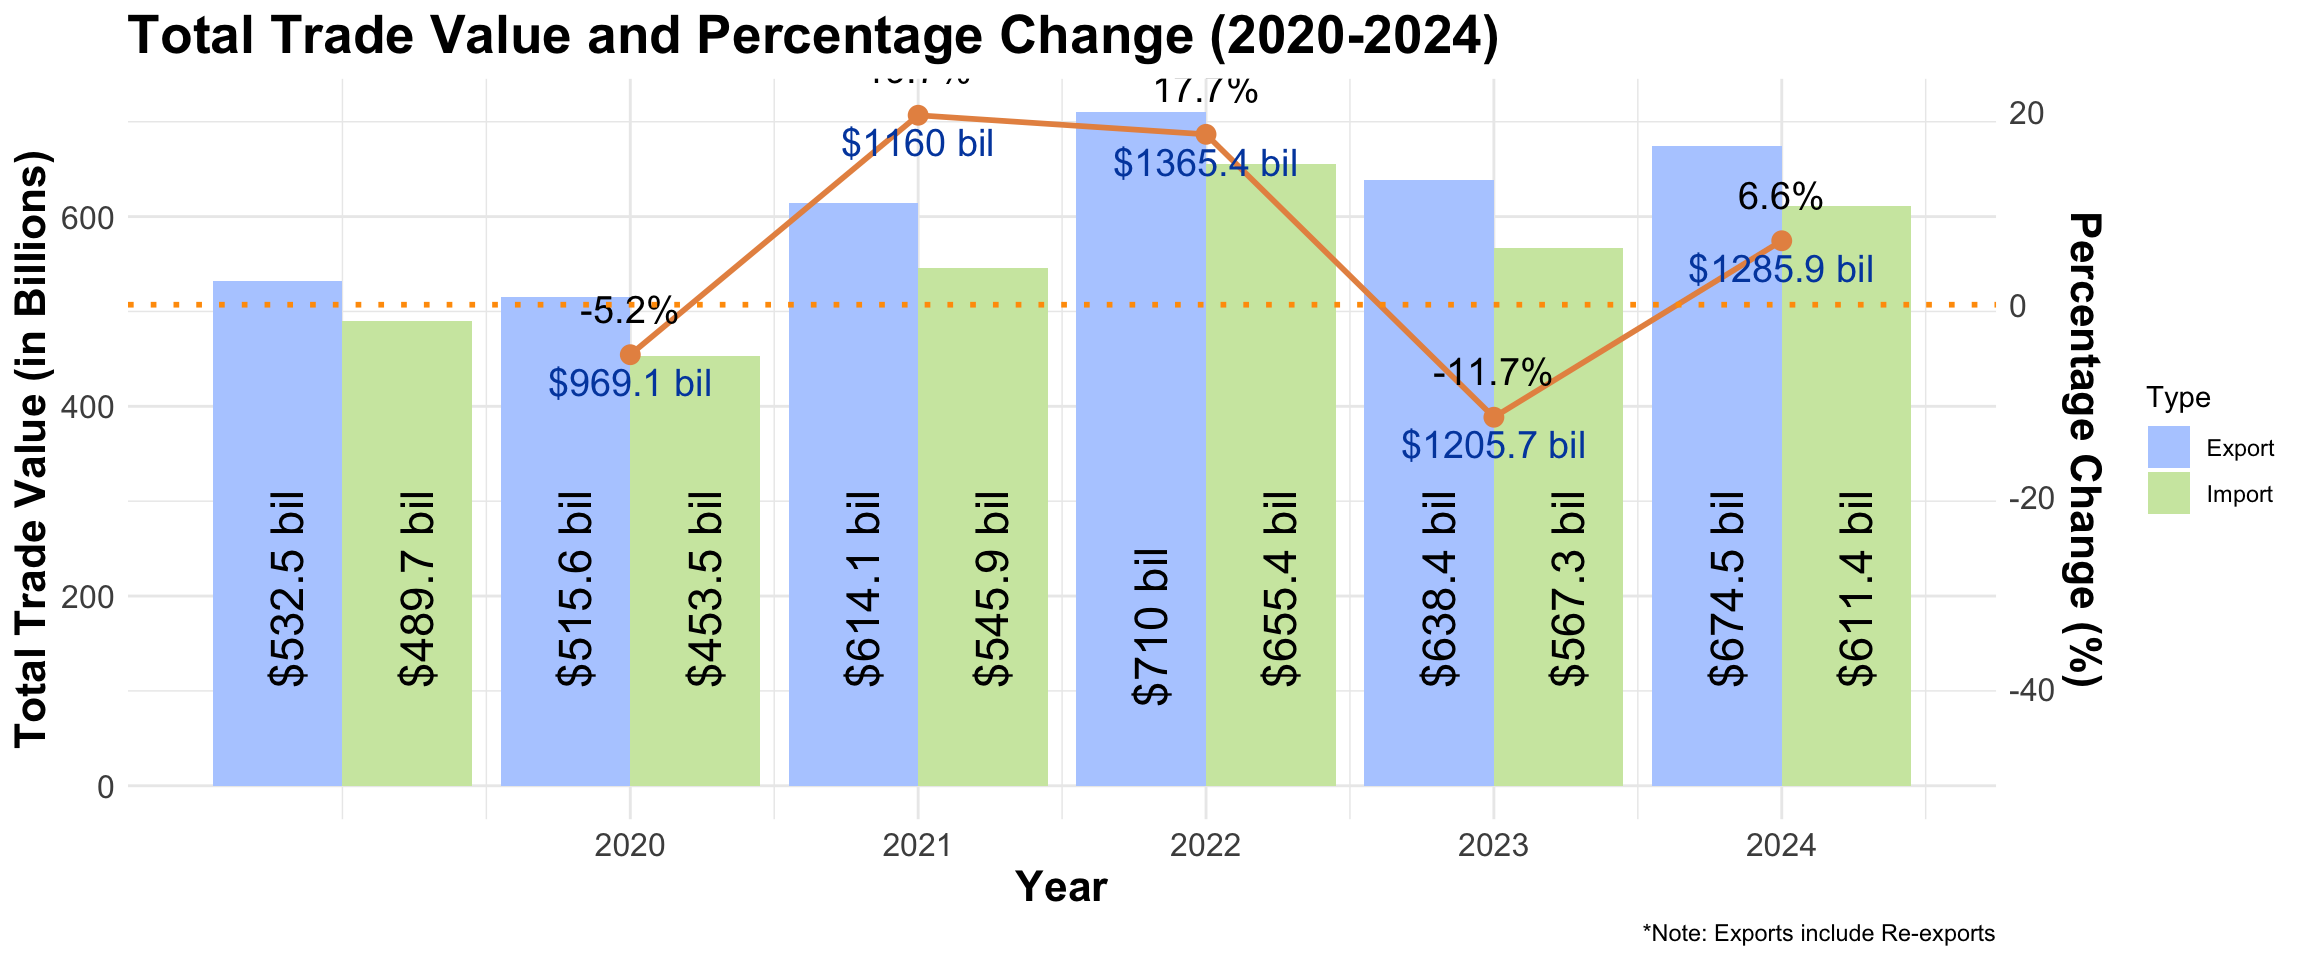 Total Trade Value and Percentage Change (2020-2024)
Total Trade Value (in Billions)
600
400
200
0
17.7%
$1160 bil
$1365.4 bil
6.6%
$1285.9 bil
-5.2%
$969.1 bil
-11.7%
$1205.7 bil
$532.5 bil
$489.7 bil
$515.6 bil
$453.5 bil
$614.1 bil
$545.9 bil
$710 bil
$655.4 bil
$638.4 bil
$567.3 bil
$674.5 bil
$611.4 bil
20
0
-20
-40
Percentage Change (%)
Type
Export
Import
2020
2021
2022
2023
2024
Year
*Note: Exports include Re-exports